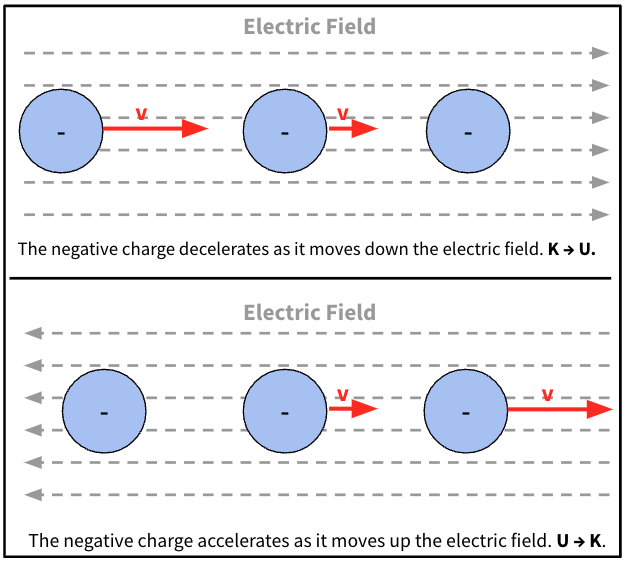 Electric Field
v
v
-
-
-
The negative charge decelerates as it moves down the electric field. K → U.
Electric Field
v
v
-
-
-
The negative charge accelerates as it moves up the electric field. U → K.